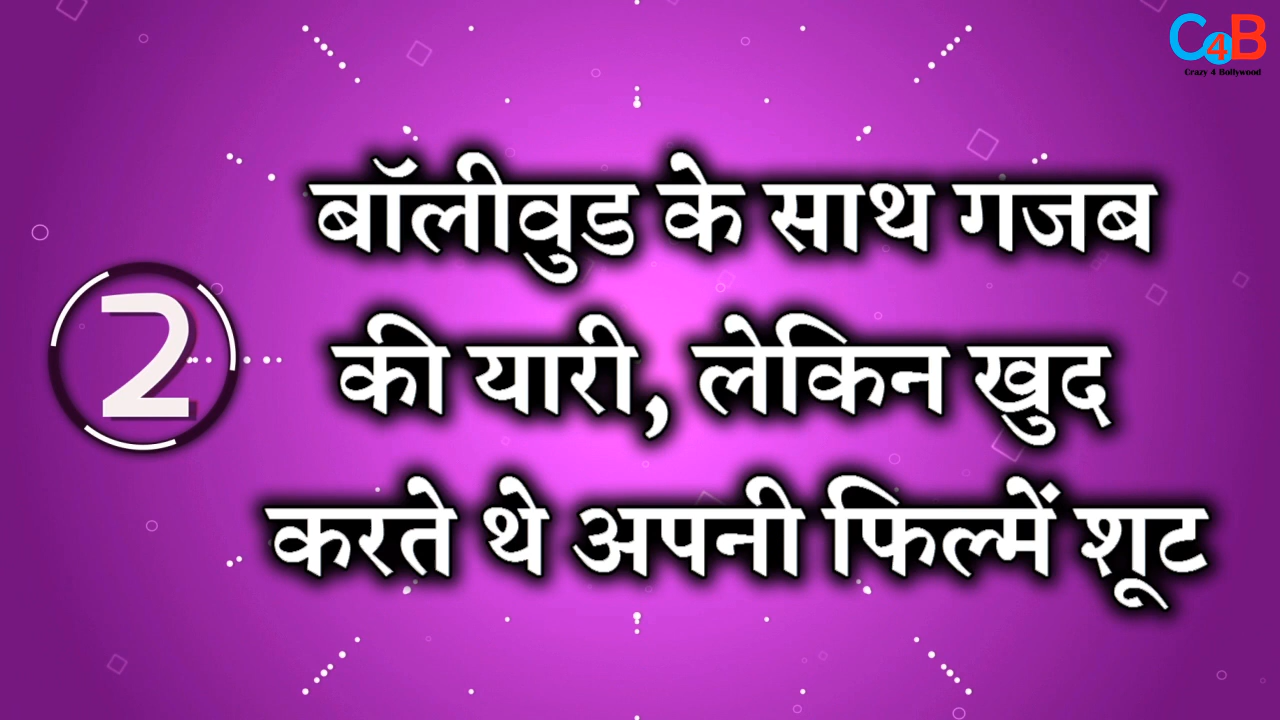 C4B
Crazy 4 Bollywood
2
बॉलीवुड के साथ गजब
की यारी, लेकिन खुद
करते थे अपनी फिल्में शूट